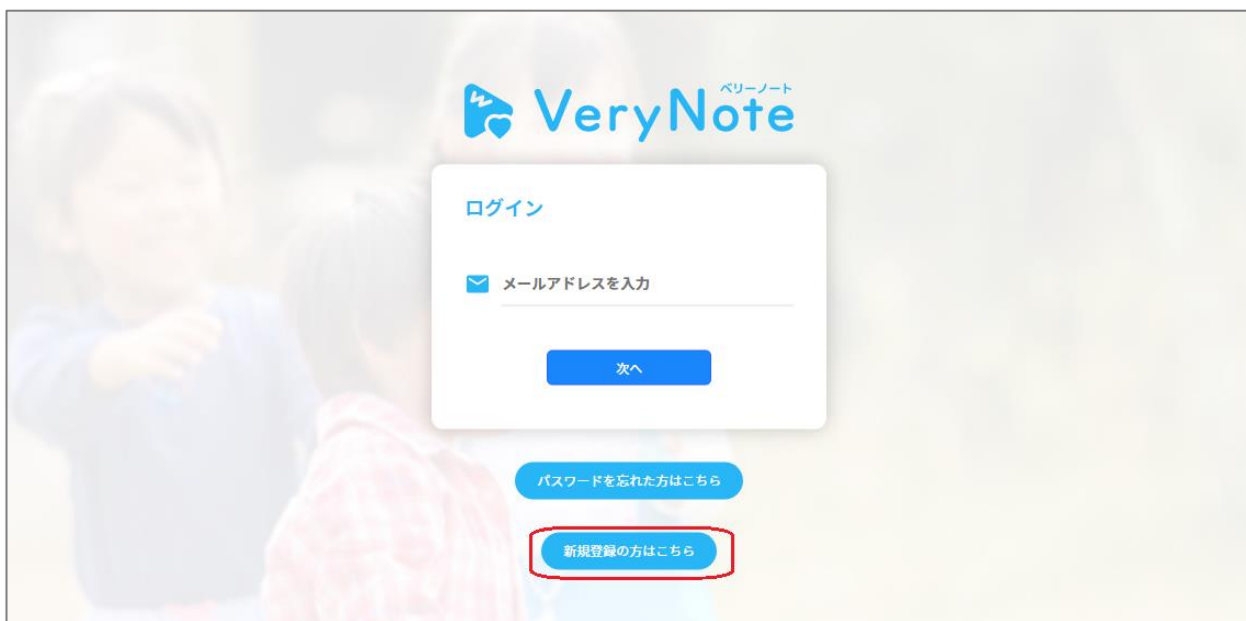 ベリーノート
VeryNote
ログイン
メールアドレスを入力
次へ
パスワードを忘れた方はこちら
新規登録の方はこちら